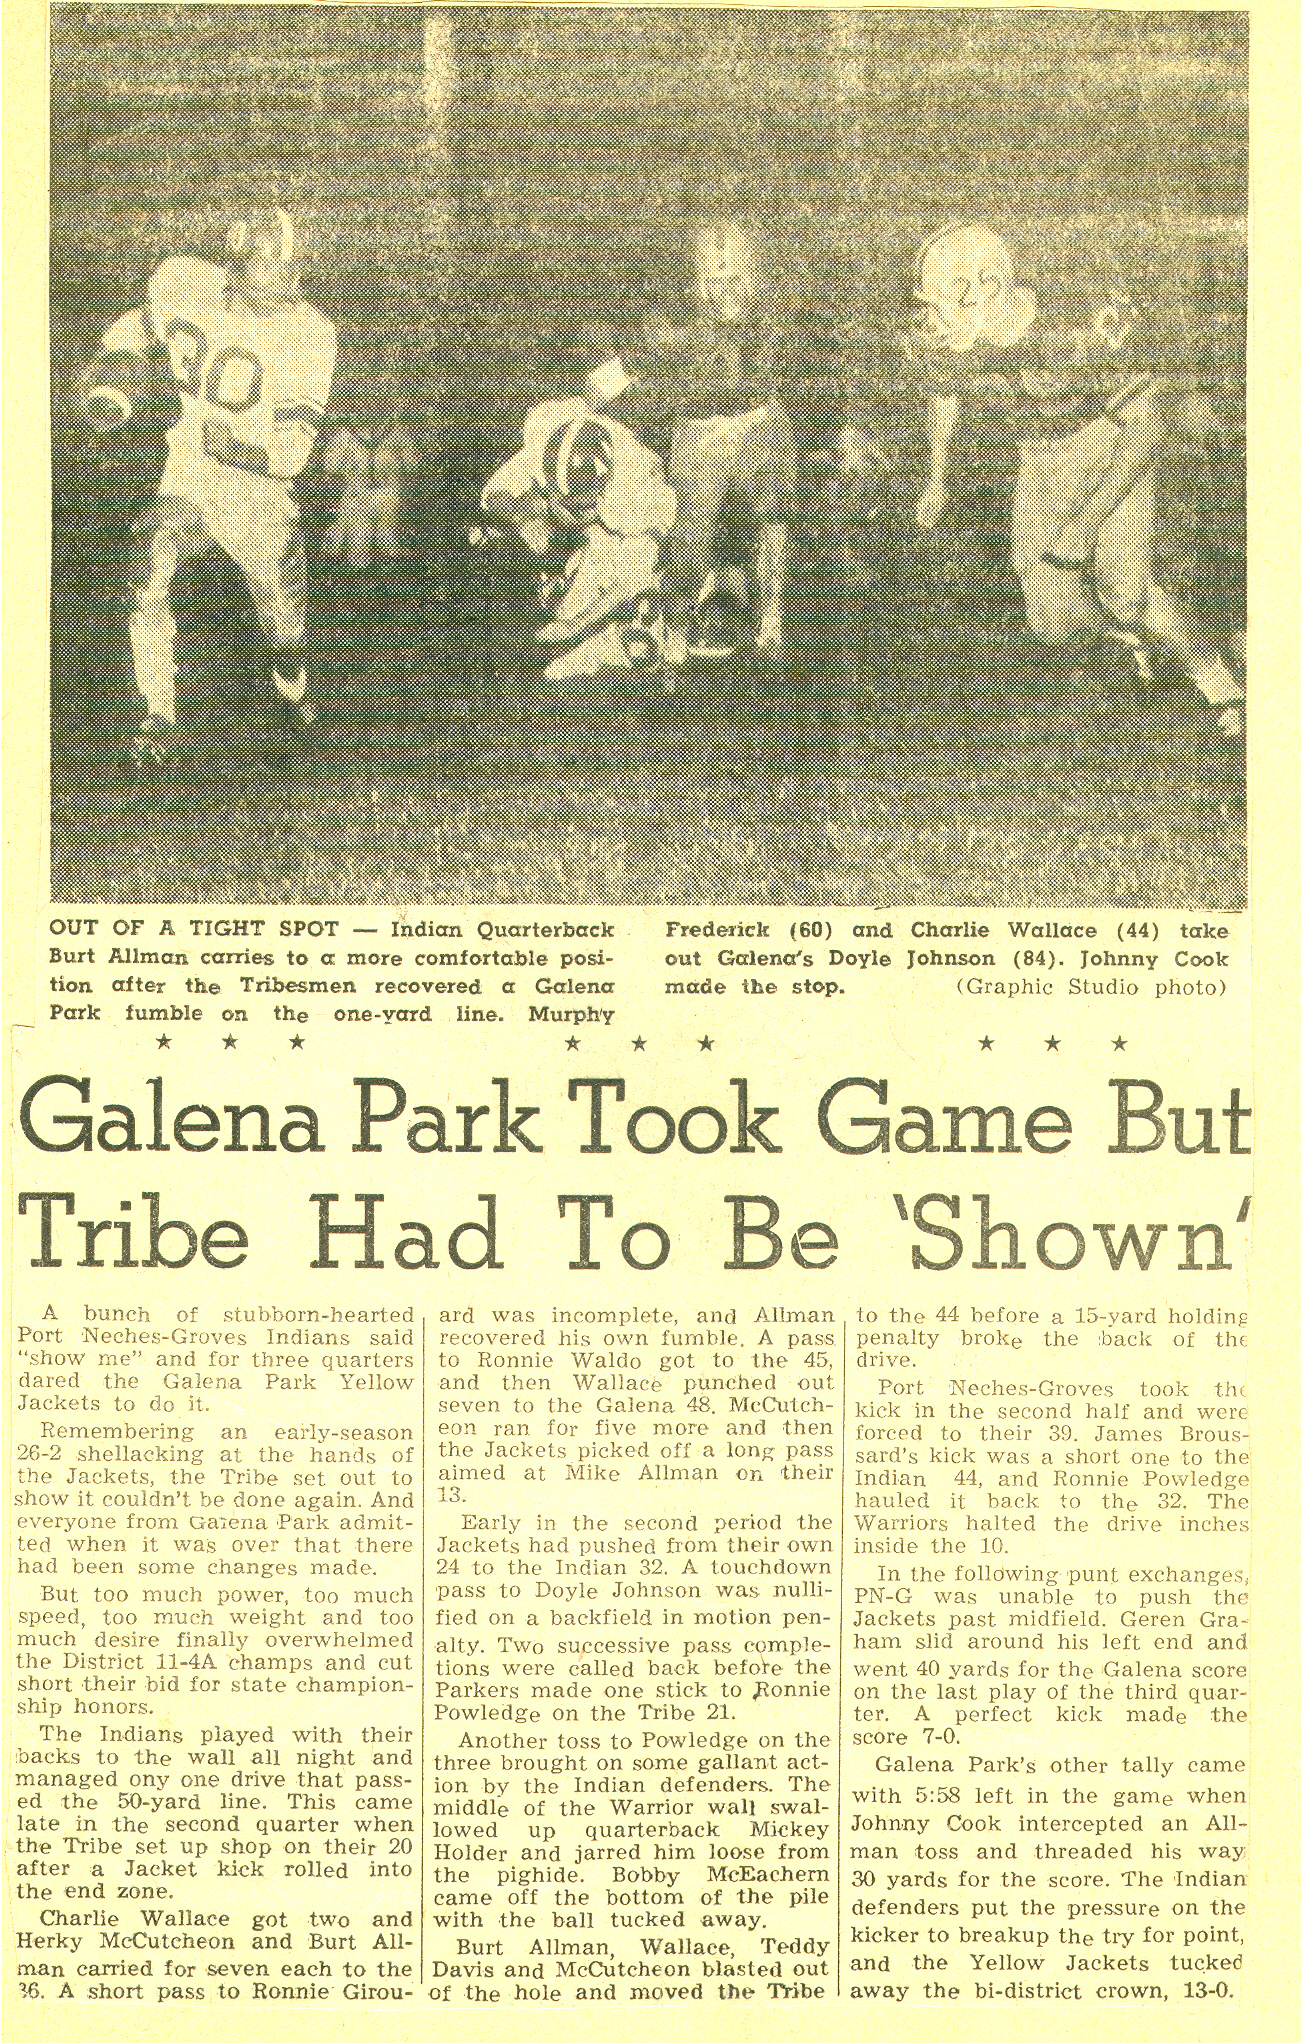 20
22
OUT OF A TIGHT SPOT — Indian Quarterback
Burt Allman carries to a more comfortable posi-
tion after the Tribesmen recovered a Galena
Park fumble on the one-yard line. Murphy
Frederick (60) and Charlie Wallace (44) take
out Galena's Doyle Johnson (84). Johnny Cook
made the stop. (Graphic Studio photo)
★ ★ ★ ★ ★ ★ ★ ★ ★
Galena Park Took Game But
Tribe Had To Be 'Shown'
A bunch of stubborn-hearted
Port Neches-Groves Indians said
"show me" and for three quarters
dared the Galena Park Yellow
Jackets to do it.
Remembering an early-season
26-2 shellacking at the hands of
the Jackets, the Tribe set out to
show it couldn't be done again. And
everyone from Galena Park admit-
ted when it was over that there
had been some changes made.
But too much power, too much
speed, too much weight and too
much desire finally overwhelmed
the District 11-4A champs and cut
short their bid for state champion-
ship honors.
The Indians played with their
backs to the wall all night and
managed ony one drive that pass-
ed the 50-yard line. This came
late in the second quarter when
the Tribe set up shop on their 20
after a Jacket kick rolled into
the end zone.
Charlie Wallace got two and
Herky McCutcheon and Burt All-
man carried for seven each to the
36. A short pass to Ronnie Girou-
ard was incomplete, and Allman
recovered his own fumble. A pass
to Ronnie Waldo got to the 45,
and then Wallace punched out
seven to the Galena 48. McCutch-
eon ran for five more and then
the Jackets picked off a long pass
aimed at Mike Allman on their
13.
Early in the second period the
Jackets had pushed from their own
24 to the Indian 32. A touchdown
pass to Doyle Johnson was nulli-
fied on a backfield in motion pen-
alty. Two successive pass comple-
tions were called back before the
Parkers made one stick to Ronnie
Powledge on the Tribe 21.
Another toss to Powledge on the
three brought on some gallant act-
ion by the Indian defenders. The
middle of the Warrior wall swal-
lowed up quarterback Mickey
Holder and jarred him loose from
the pighide. Bobby McEachern
came off the bottom of the pile
with the ball tucked away.
Burt Allman, Wallace, Teddy
Davis and McCutcheon blasted out
of the hole and moved the Tribe
to the 44 before a 15-yard holding
penalty broke the back of the
drive.
Port Neches-Groves took the
kick in the second half and were
forced to their 39. James Brous-
sard's kick was a short one to the
Indian 44, and Ronnie Powledge
hauled it back to the 32. The
Warriors halted the drive inches
inside the 10.
In the following punt exchanges,
PN-G was unable to push the
Jackets past midfield. Geren Gra-
ham slid around his left end and
went 40 yards for the Galena score
on the last play of the third quar-
ter. A perfect kick made the
score 7-0.
Galena Park's other tally came
with 5:58 left in the game when
Johnny Cook intercepted an All-
man toss and threaded his way
30 yards for the score. The Indian
defenders put the pressure on the
kicker to breakup the try for point,
and the Yellow Jackets tucked
away the bi-district crown, 13-0.